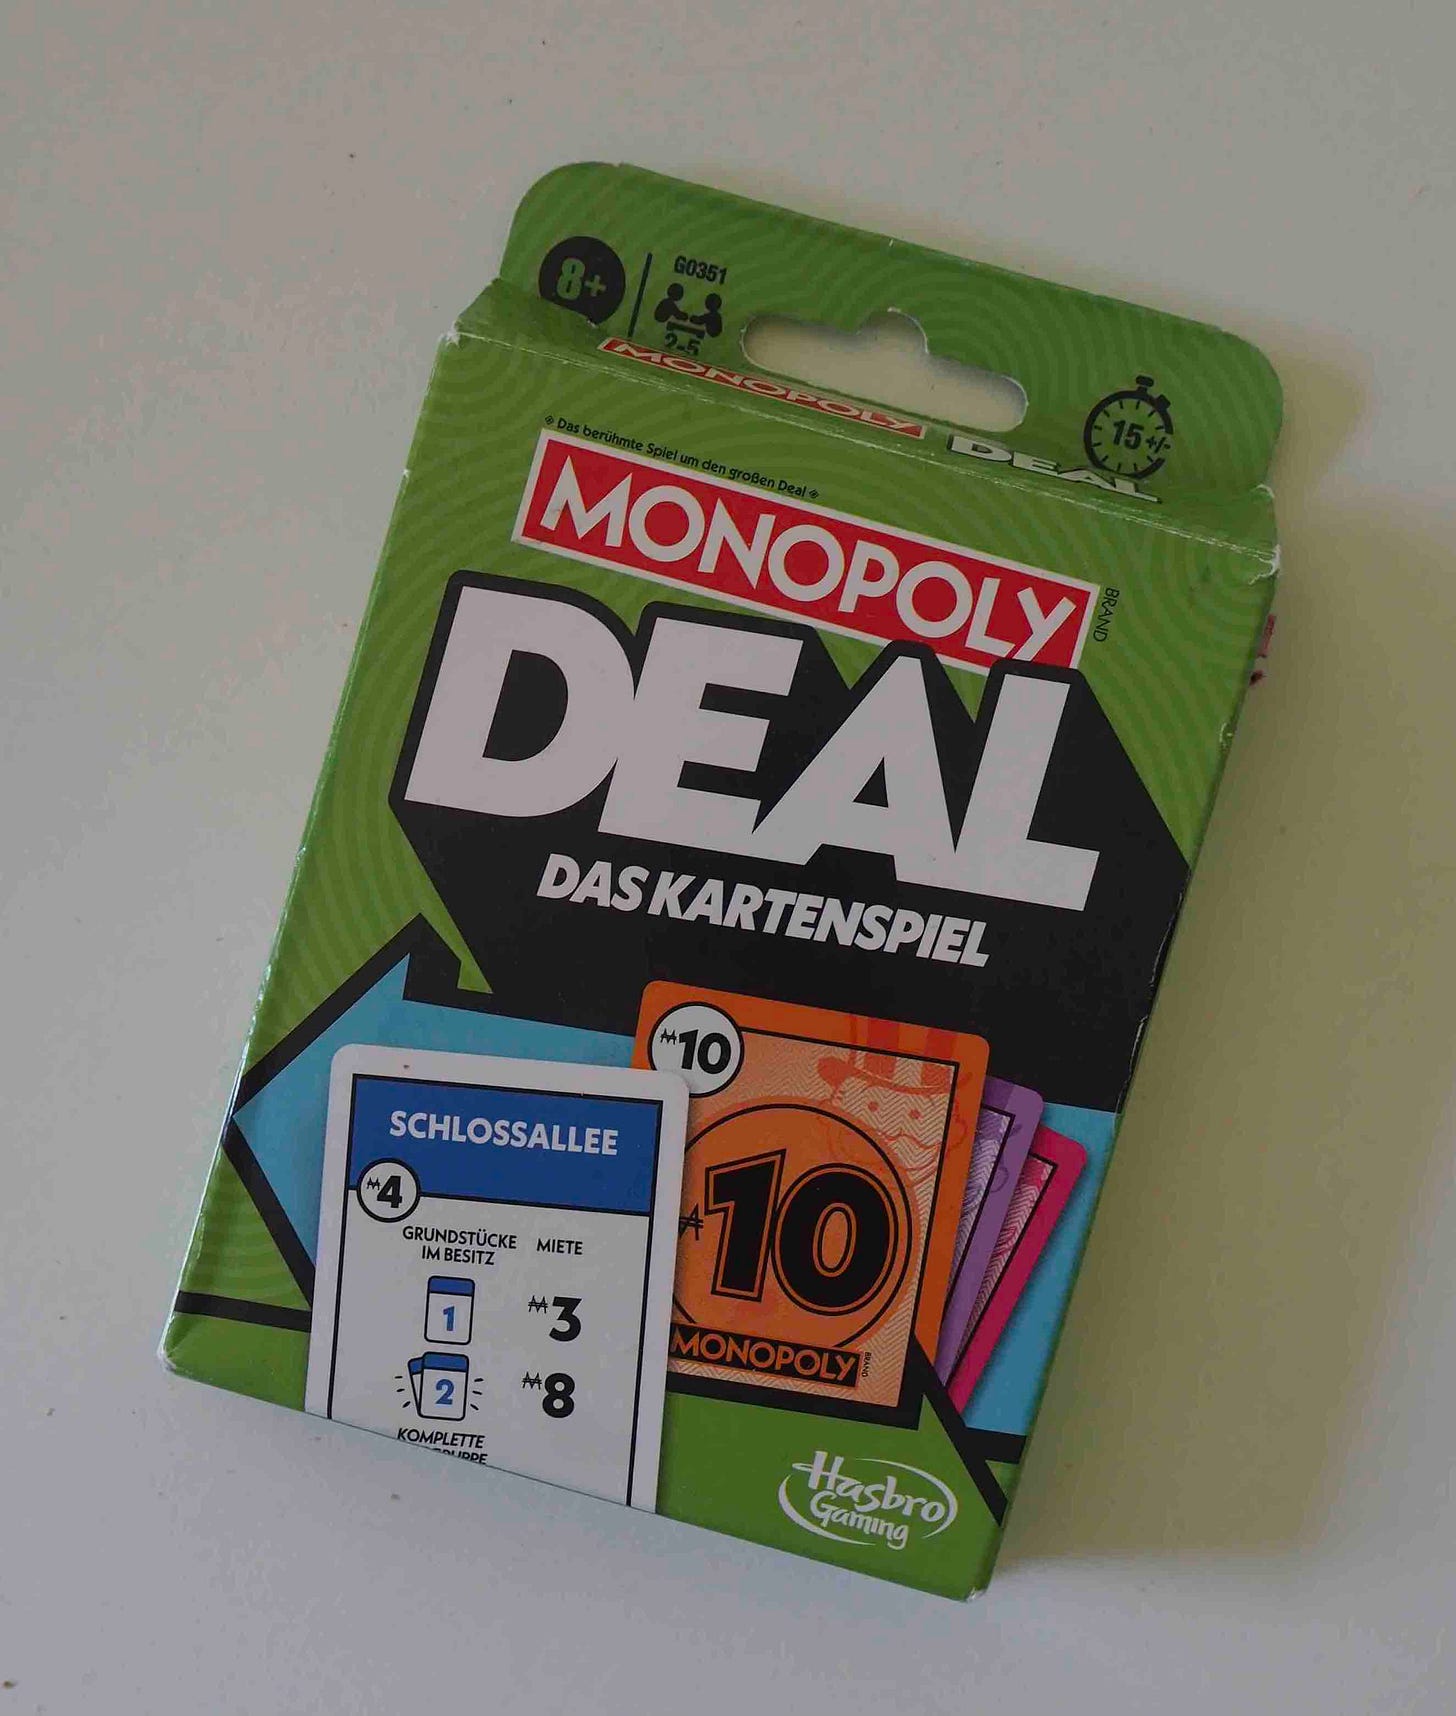 8+
G0351
2-5
15+/-
MONOPOLY DEAL
◈ Das berühmte Spiel um den großen Deal ◈
MONOPOLY
BRAND
DEAL
DAS KARTENSPIEL
₩10
SCHLOSSALLEE
₩4
GRUNDSTÜCKE
IM BESITZ
MIETE
1
₩3
2
₩8
KOMPLETTE
₩10
MONOPOLY
BRAND
Hasbro
Gaming